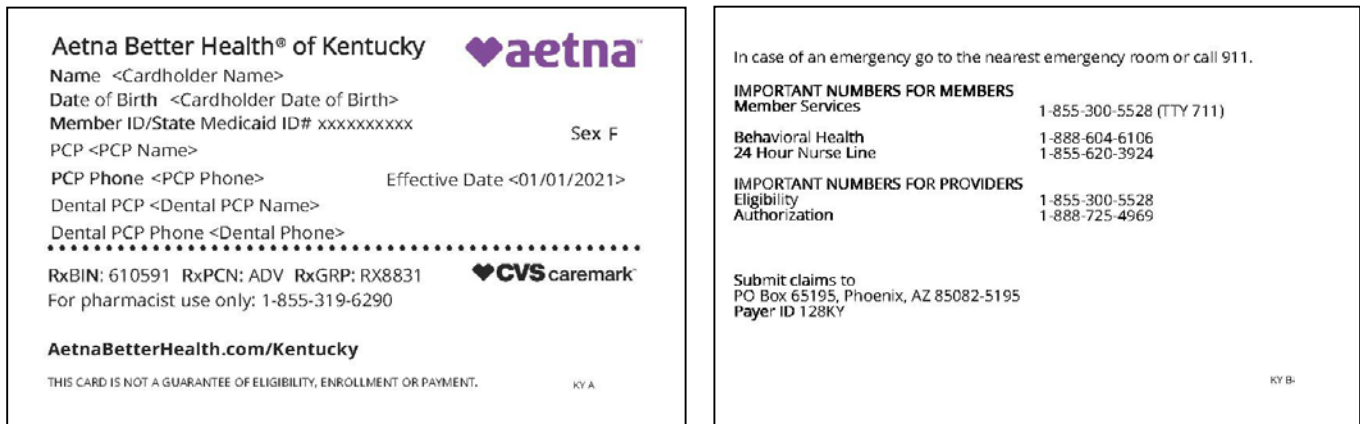 Aetna Better Health® of Kentucky
aetna™
Name <Cardholder Name>
Date of Birth <Cardholder Date of Birth>
Member ID/State Medicaid ID# xxxxxxxxxx
Sex F
PCP <PCP Name>
PCP Phone <PCP Phone> Effective Date <01/01/2021>
Dental PCP <Dental PCP Name>
Dental PCP Phone <Dental Phone>
RxBIN: 610591 RxPCN: ADV RxGRP: RX8831
CVS caremark™
For pharmacist use only: 1-855-319-6290
AetnaBetterHealth.com/Kentucky
THIS CARD IS NOT A GUARANTEE OF ELIGIBILITY, ENROLLMENT OR PAYMENT. KY A
In case of an emergency go to the nearest emergency room or call 911.
IMPORTANT NUMBERS FOR MEMBERS
Member Services 1-855-300-5528 (TTY 711)
Behavioral Health 1-888-604-6106
24 Hour Nurse Line 1-855-620-3924
IMPORTANT NUMBERS FOR PROVIDERS
Eligibility 1-855-300-5528
Authorization 1-888-725-4969
Submit claims to
PO Box 65195, Phoenix, AZ 85082-5195
Payer ID 128KY
KY B-